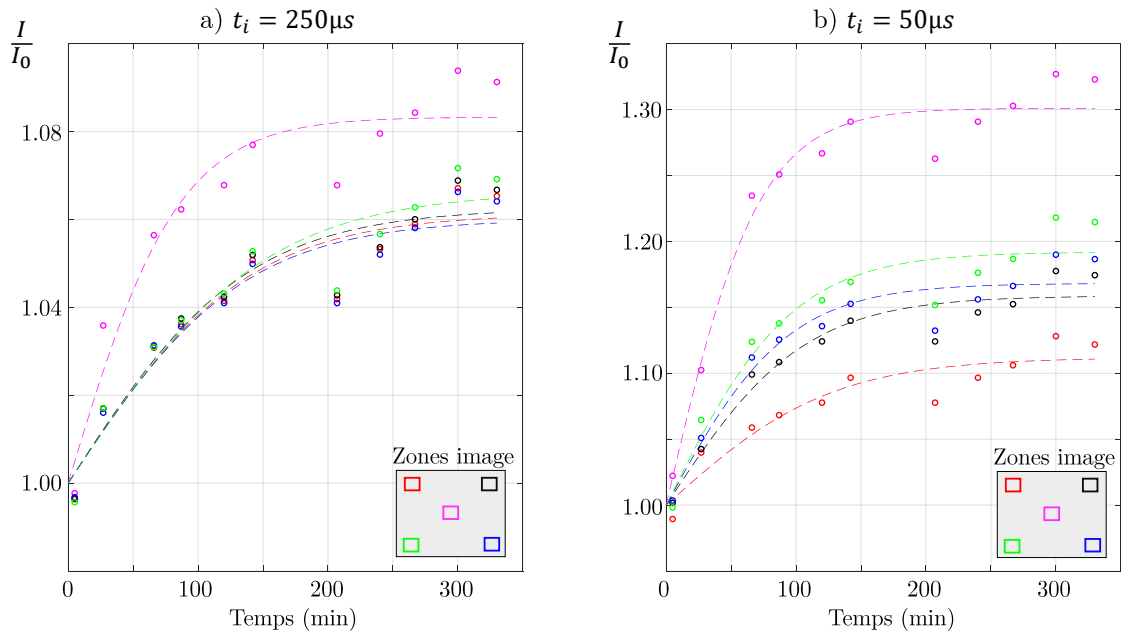 a) t_i = 250µs
I/I_0
1.08
1.04
1.00
Zones image
0 100 200 300
Temps (min)
b) t_i = 50µs
I/I_0
1.30
1.20
1.10
1.00
Zones image
0 100 200 300
Temps (min)